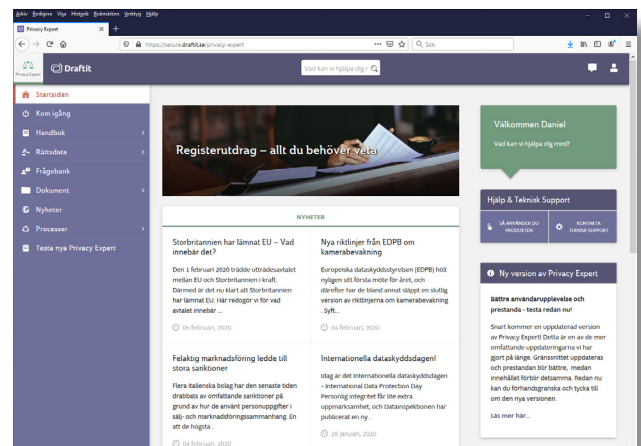 Arkiv Redigera Visa Historik Bokmärken Verktyg Hjälp
Privacy Expert
https://secure.draftit.se/privacy-expert
Sök
Privacy Expert
Draftit
Vad kan vi hjälpa dig
Startsidan
Kom igång
Handbok
Rättsdata
Frågebank
Dokument
Nyheter
Processer
Testa nya Privacy Expert
Registerutdrag – allt du behöver veta
NYHETER
Storbritannien har lämnat EU – Vad
innebär det?
Den 1 februari 2020 trädde utträdesavtalet
mellan EU och Storbritannien i kraft.
Därmed är det nu klart att Storbritannien
har lämnat EU. Här redogör vi för vad
avtalet innebär ...
05 februari, 2020
Nya riktlinjer från EDPB om
kamerabevakning
Europeiska dataskyddsstyrelsen (EDPB) höll
nyligen sitt första möte för året, och
därefter har de bland annat släppt en slutlig
version av riktlinjerna om kamerabevakning
. Syft...
04 februari, 2020
Felaktig marknadsföring ledde till
stora sanktioner
Flera italienska bolag har den senaste tiden
drabbats av omfattande sanktioner på
grund av hur de använt personuppgifter i
sälj- och marknadsföringssammanhang. En
att de högsta..
04 februari, 2020
Internationella dataskyddsdagen!
Idag är det Internationella dataskyddsdagen
– International Data Protection Day.
Personlig integritet får lite extra
uppmärksamhet, och Datainspektionen har
publicerat en ny...
28 januari, 2020
Välkommen Daniel
Vad kan vi hjälpa dig med?
Hjälp & Teknisk Support
SÅ ANVÄNDER DU
PRODUKTEN
KONTAKTA
TEKNISK SUPPORT
Ny version av Privacy Expert
Bättre användarupplevelse och
prestanda - testa redan nu!
Snart kommer en uppdaterad version
av Privacy Expert! Detta är en av de mer
omfattande uppdateringarna vi har
gjort på länge. Gränssnittet uppdateras
och prestandan blir bättre, medan
innehållet förblir detsamma. Redan nu
kan du förhandsgranska och tycka till
om den nya versionen.
Läs mer här...